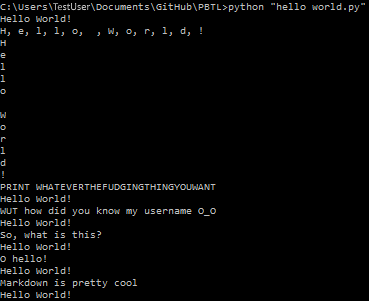 C:\Users\TestUser\Documents\GitHub\PBTL>python "hello world.py"
Hello World!
H, e, l, l, o,  , W, o, r, l, d, !
H
e
l
l
o

W
o
r
l
d
!
PRINT WHATEVERTHEFUDGINGTHINGYOUWANT
Hello World!
WUT how did you know my username O_O
Hello World!
So, what is this?
Hello World!
O hello!
Hello World!
Markdown is pretty cool
Hello World!